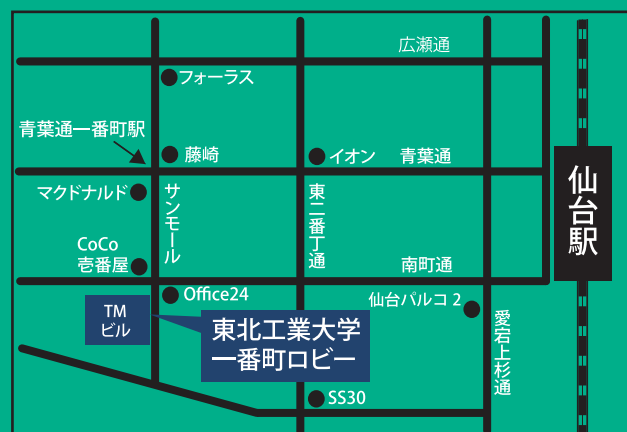 広瀬通
フォーラス
青葉通一番町駅
藤崎
イオン
青葉通
仙台駅
マクドナルド
サンモール
東二番丁通
CoCo
壱番屋
南町通
Office24
仙台パルコ2
TM
ビル
東北工業大学
一番町ロビー
愛宕上杉通
SS30